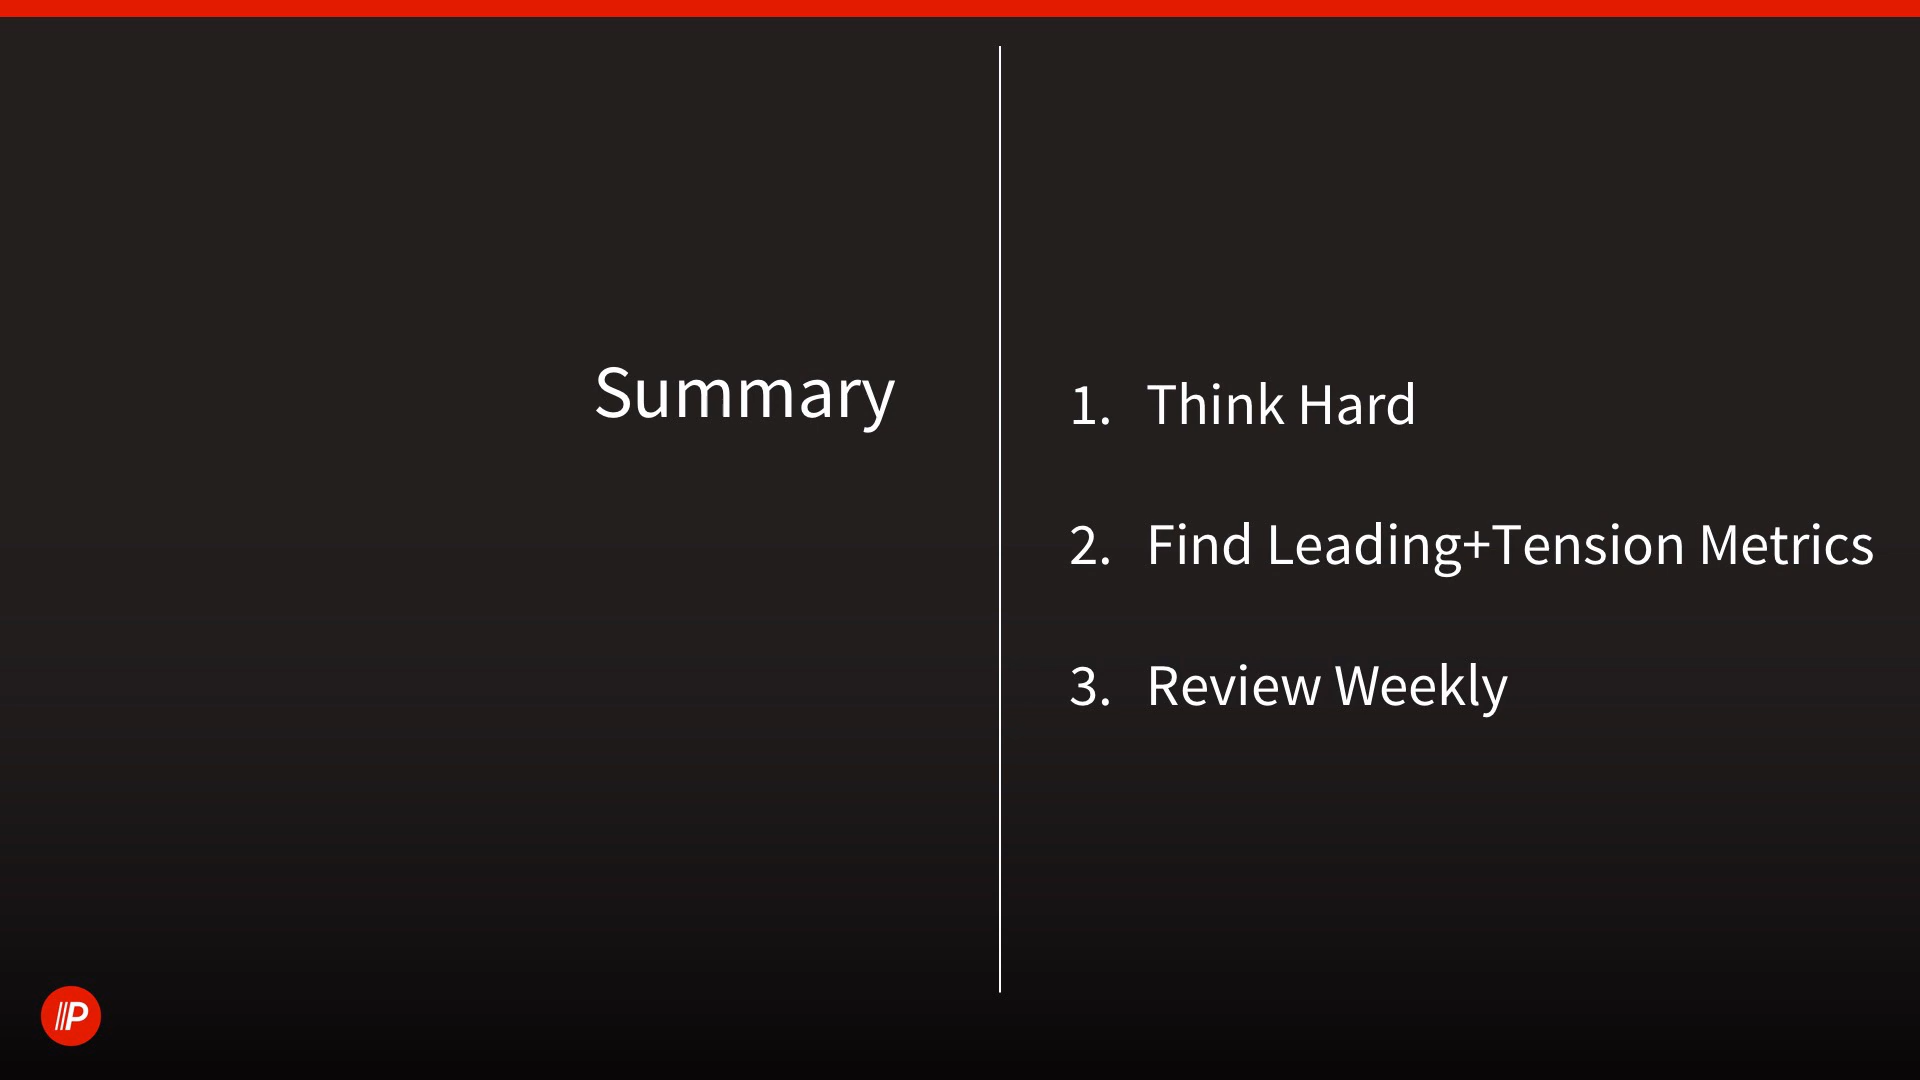 Summary
1. Think Hard
2. Find Leading+Tension Metrics
3. Review Weekly
P